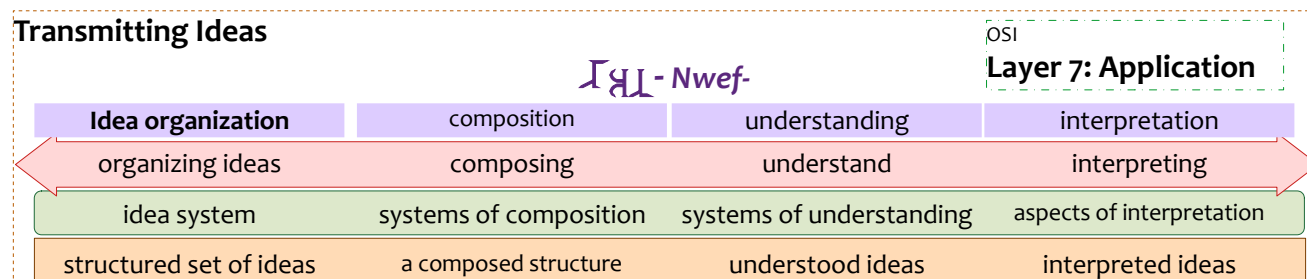 Transmitting Ideas
OSI
Layer 7: Application
- Nwef-
Idea organization composition understanding interpretation
organizing ideas composing understand interpreting
idea system systems of composition systems of understanding aspects of interpretation
structured set of ideas a composed structure understood ideas interpreted ideas